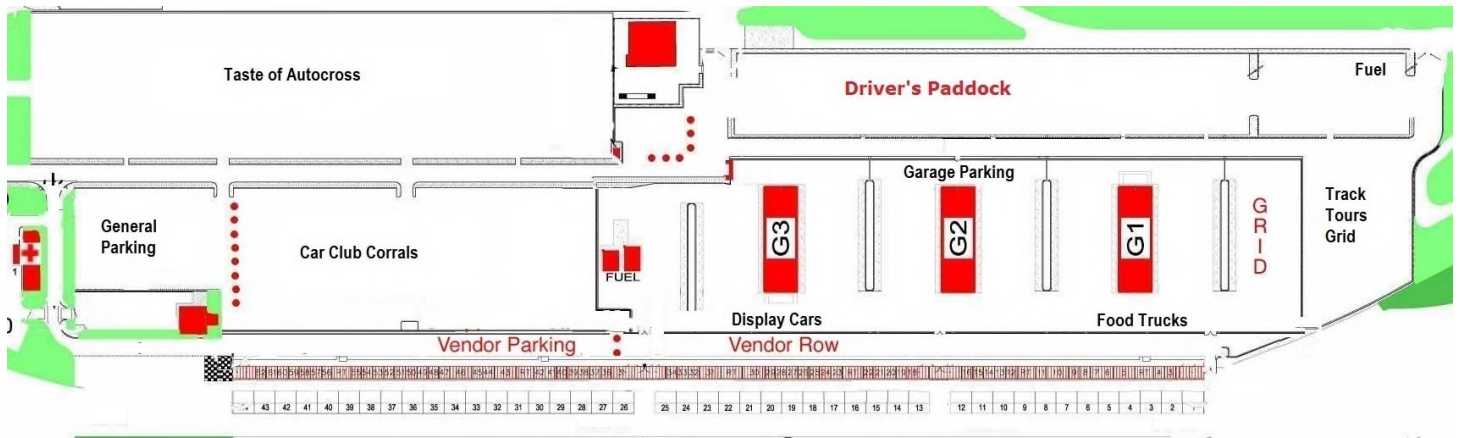 Taste of Autocross
Driver's Paddock
Fuel
Garage Parking
General
Parking
Car Club Corrals
FUEL
G3
G2
G1
GRID
Track
Tours
Grid
1
Display Cars
Food Trucks
Vendor Parking
Vendor Row
43 42 41 40 39 38 37 36 35 34 33 32 31 30 29 28 27 26 25 24 23 22 21 20 19 18 17 16 15 14 13 12 11 10 9 8 7 6 5 4 3 2